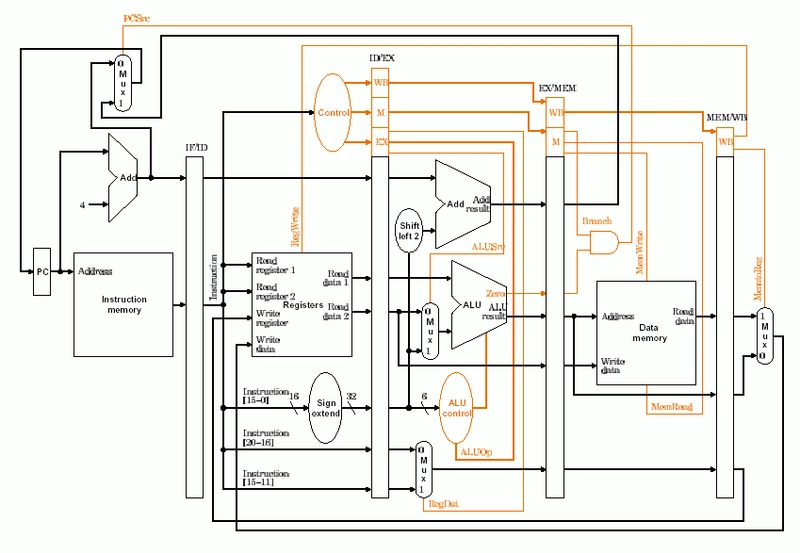 PCSrc
ID/EX
0
M
u
x
1
WB
EX/MEM
Control
M
WB
MEM/WB
EX
M
WB
IF/ID
Add
4
Add
Add
result
Shift
left 2
Branch
RegWrite
ALUSrc
MemWrite
MemtoReg
PC
Address
Instruction
memory
Instruction
Read
register 1
Read
register 2
Registers
Write
register
Write
data
Read
data 1
Read
data 2
0
M
u
x
1
Zero
ALU
ALU
result
Address
Read
data
Data
memory
Write
data
1
M
u
x
0
Instruction
[15–0]
16
Sign
extend
32
6
ALU
control
MemRead
Instruction
[20–16]
Instruction
[15–11]
0
M
u
x
1
ALUOp
RegDst